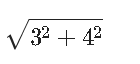 √(3² + 4²)